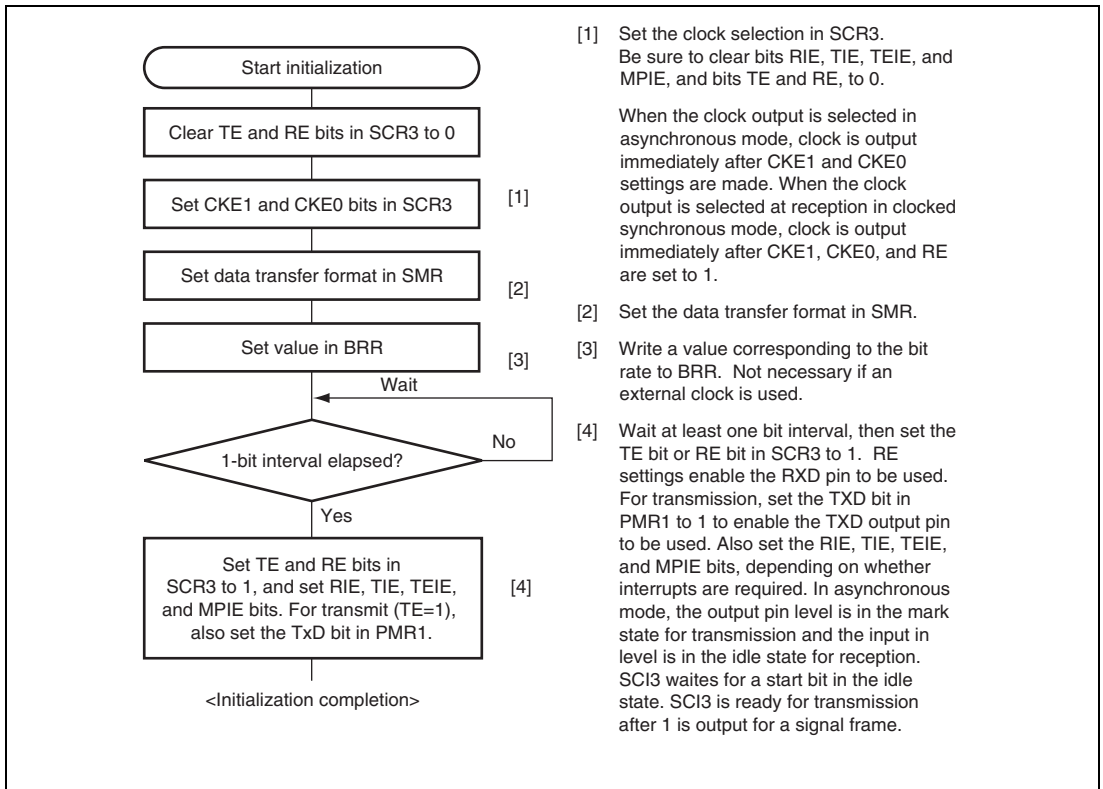 Start initialization
Clear TE and RE bits in SCR3 to 0
Set CKE1 and CKE0 bits in SCR3
[1]
Set data transfer format in SMR
[2]
Set value in BRR
[3]
Wait
1-bit interval elapsed?
No
Yes
Set TE and RE bits in
SCR3 to 1, and set RIE, TIE, TEIE,
and MPIE bits. For transmit (TE=1),
also set the TxD bit in PMR1.
[4]
<Initialization completion>
[1] Set the clock selection in SCR3.
Be sure to clear bits RIE, TIE, TEIE, and
MPIE, and bits TE and RE, to 0.
When the clock output is selected in
asynchronous mode, clock is output
immediately after CKE1 and CKE0
settings are made. When the clock
output is selected at reception in clocked
synchronous mode, clock is output
immediately after CKE1, CKE0, and RE
are set to 1.
[2] Set the data transfer format in SMR.
[3] Write a value corresponding to the bit
rate to BRR. Not necessary if an
external clock is used.
[4] Wait at least one bit interval, then set the
TE bit or RE bit in SCR3 to 1. RE
settings enable the RXD pin to be used.
For transmission, set the TXD bit in
PMR1 to 1 to enable the TXD output pin
to be used. Also set the RIE, TIE, TEIE,
and MPIE bits, depending on whether
interrupts are required. In asynchronous
mode, the output pin level is in the mark
state for transmission and the input in
level is in the idle state for reception.
SCI3 waits for a start bit in the idle
state. SCI3 is ready for transmission
after 1 is output for a signal frame.